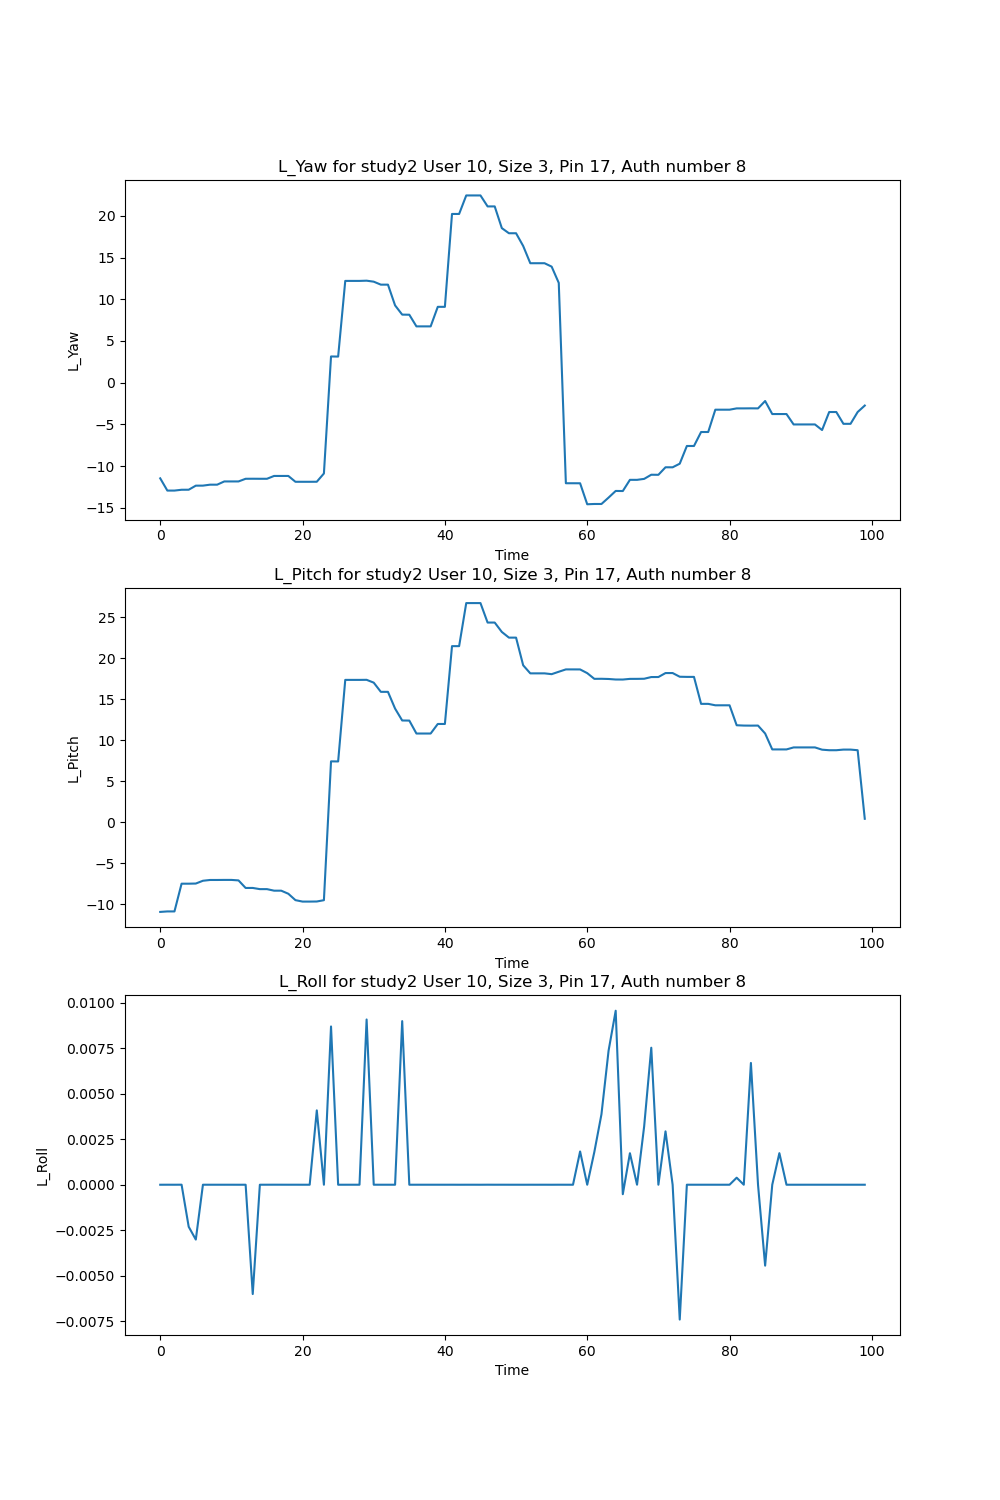 L_Yaw for study2 User 10, Size 3, Pin 17, Auth number 8
20
15
10
5
0
−5
−10
−15
L_Yaw
0 20 40 60 80 100
Time
L_Pitch for study2 User 10, Size 3, Pin 17, Auth number 8
25
20
15
10
5
0
−5
−10
L_Pitch
0 20 40 60 80 100
Time
L_Roll for study2 User 10, Size 3, Pin 17, Auth number 8
0.0100
0.0075
0.0050
0.0025
0.0000
−0.0025
−0.0050
−0.0075
L_Roll
0 20 40 60 80 100
Time